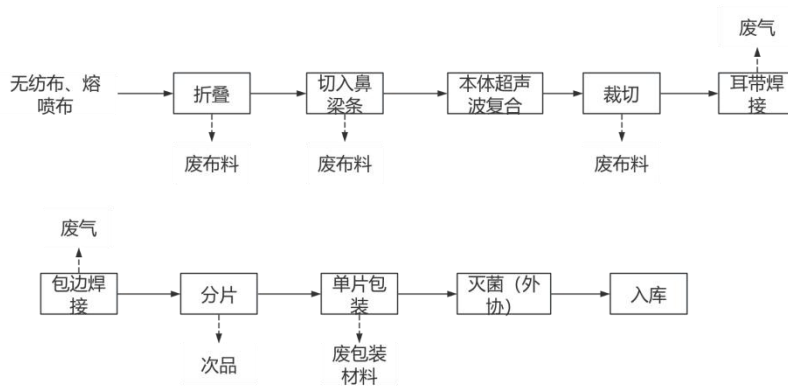 废气
无纺布、熔
喷布
折叠
切入鼻
梁条
本体超声
波复合
裁切
耳带焊
接
废布料
废布料
废布料
废气
包边焊
接
分片
单片包
装
灭菌（外
协）
入库
次品
废包装
材料